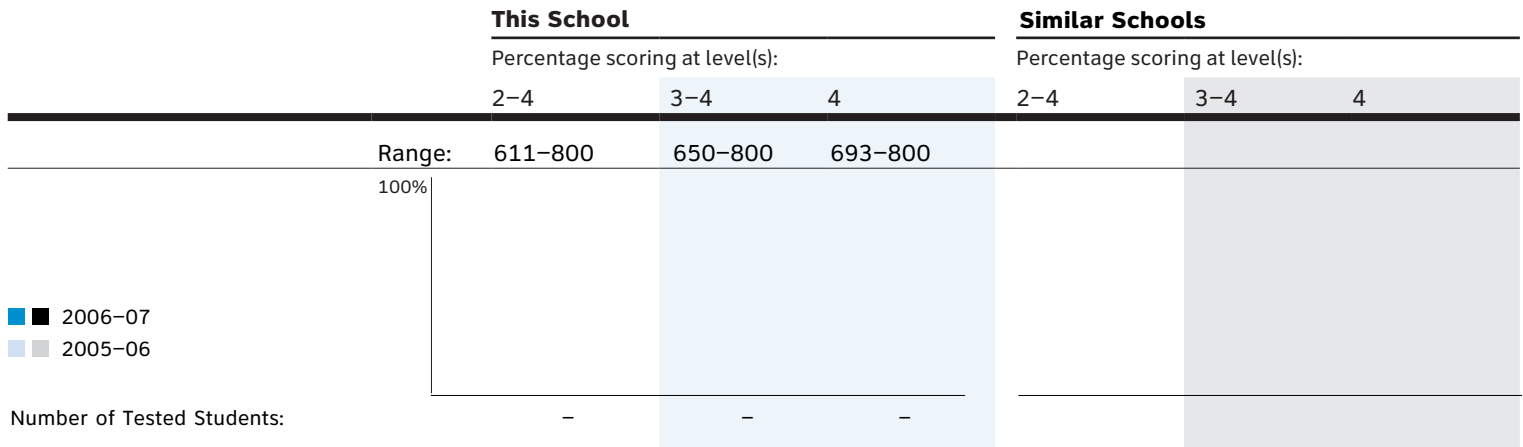 This School Similar Schools
Percentage scoring at level(s): Percentage scoring at level(s):
2–4 3–4 4 2–4 3–4 4
Range: 611–800 650–800 693–800
100%
2006–07
2005–06
Number of Tested Students: – – –